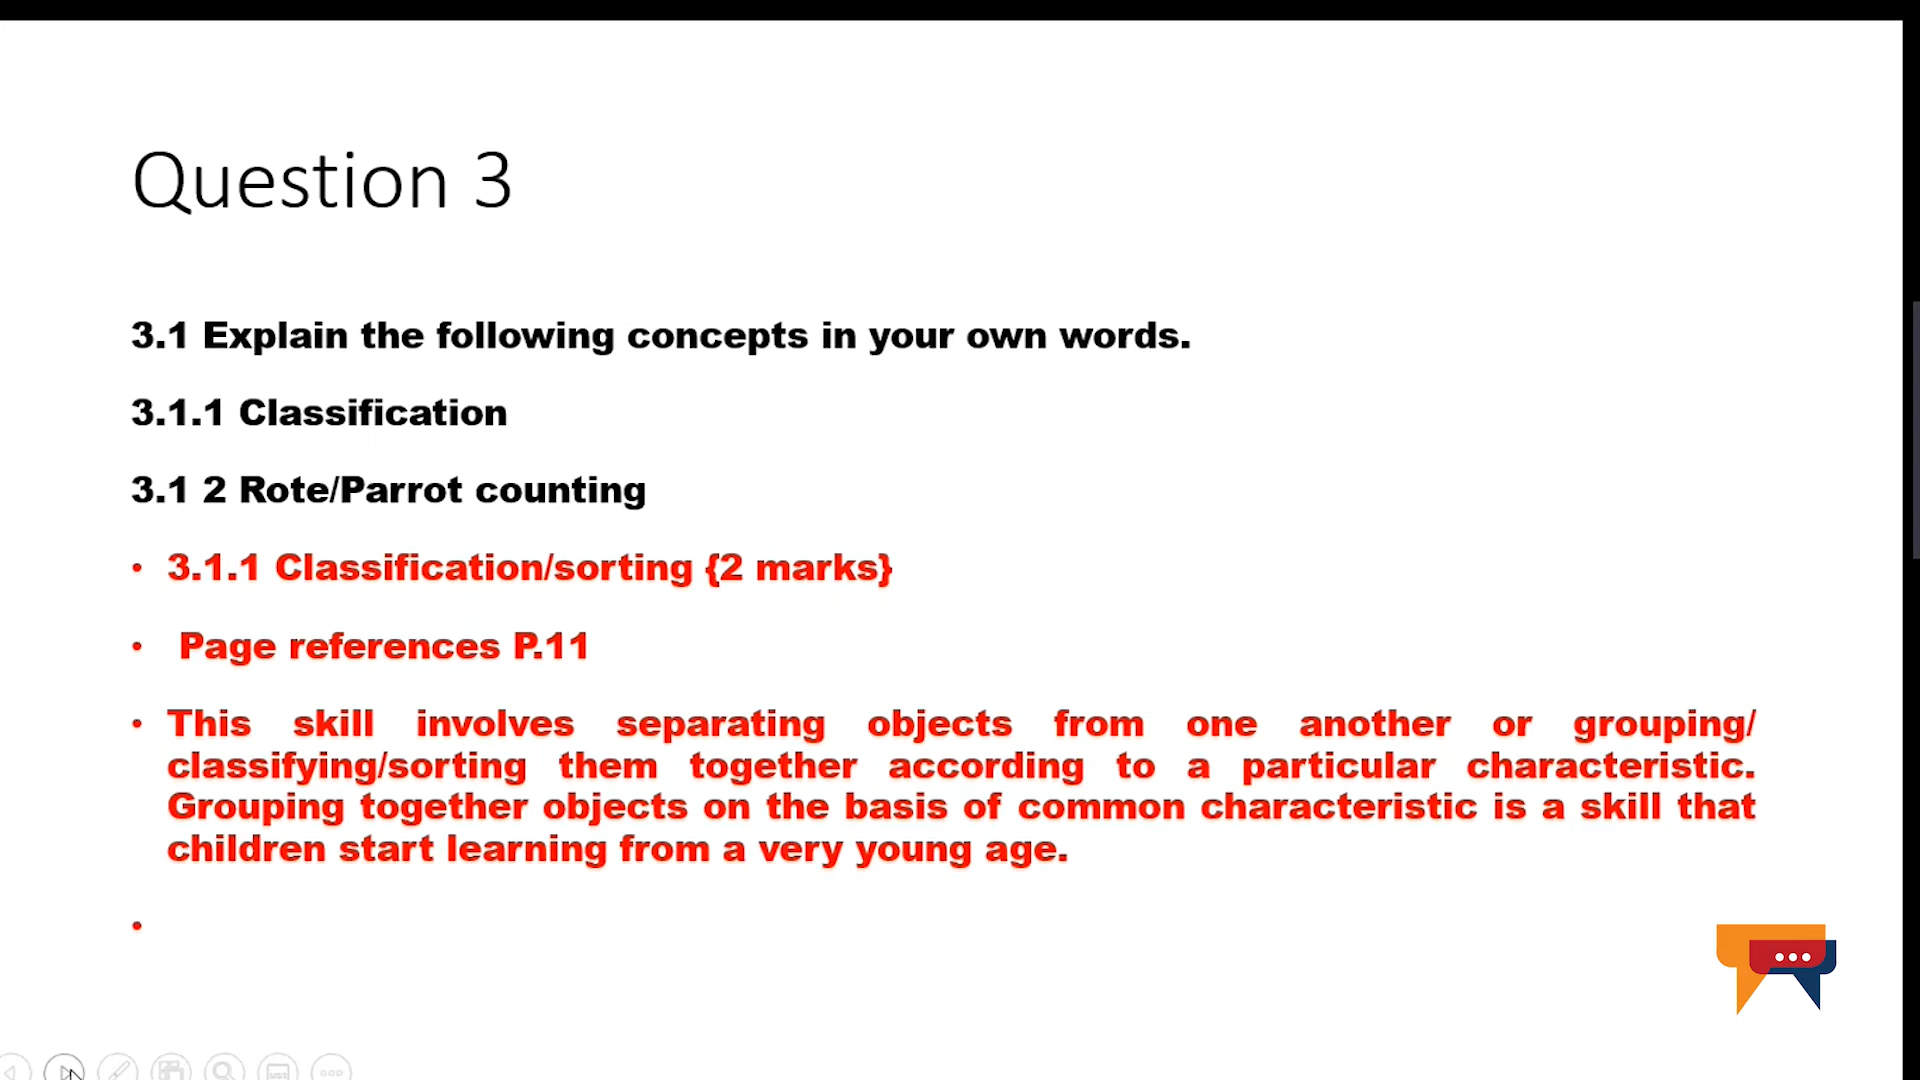 Question 3
3.1 Explain the following concepts in your own words.
3.1.1 Classification
3.1 2 Rote/Parrot counting
• 3.1.1 Classification/sorting {2 marks}
• Page references P.11
• This skill involves separating objects from one another or grouping/
classifying/sorting them together according to a particular characteristic.
Grouping together objects on the basis of common characteristic is a skill that
children start learning from a very young age.
•